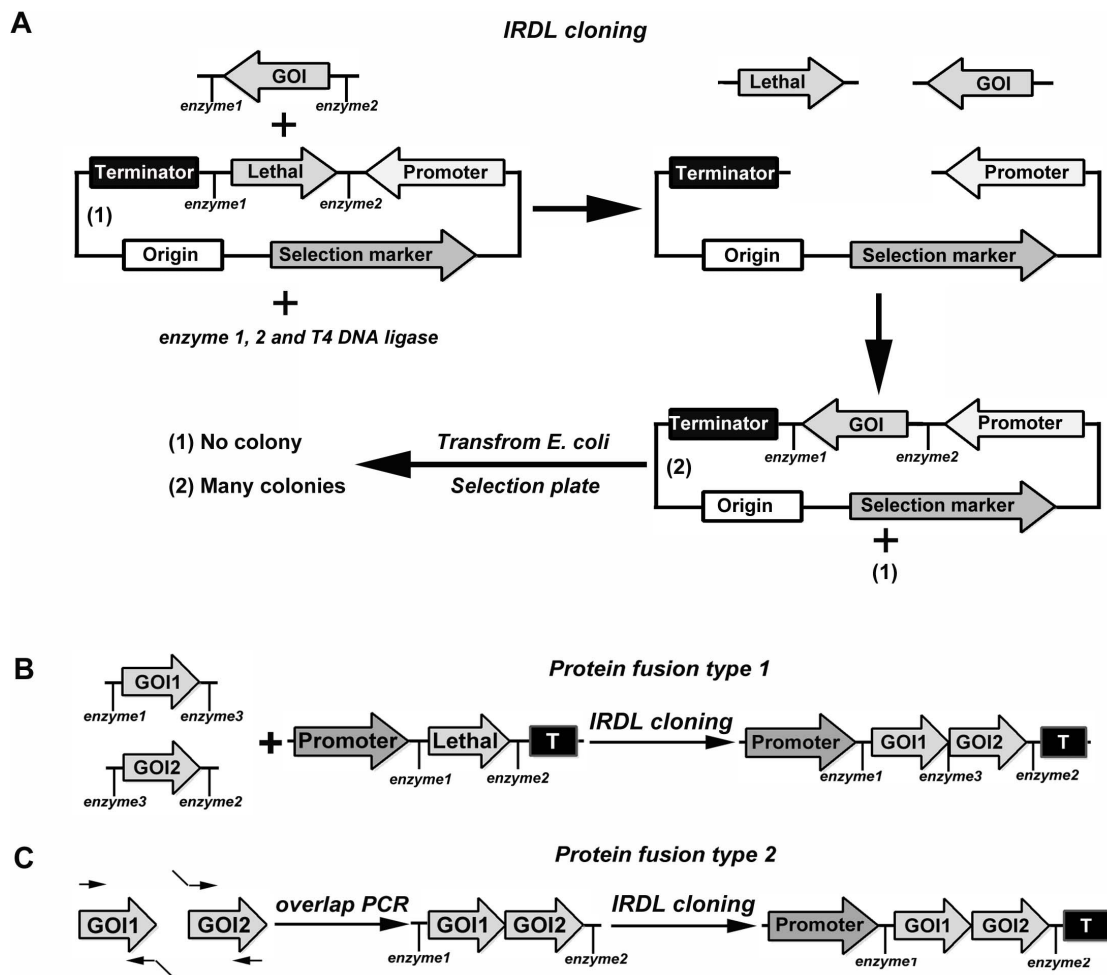 A
IRDL cloning
GOI
enzyme1
enzyme2
+
Terminator
Lethal
Promoter
enzyme1
enzyme2
(1)
Origin
Selection marker
+
enzyme 1, 2 and T4 DNA ligase
Lethal
GOI
Terminator
Promoter
Origin
Selection marker
Terminator
GOI
Promoter
enzyme1
enzyme2
(2)
Origin
Selection marker
+
(1)
Transfrom E. coli
Selection plate
(1) No colony
(2) Many colonies
B
Protein fusion type 1
GOI1
enzyme1
enzyme3
GOI2
enzyme3
enzyme2
+
Promoter
Lethal
T
enzyme1
enzyme2
IRDL cloning
Promoter
GOI1
GOI2
T
enzyme1
enzyme3
enzyme2
C
Protein fusion type 2
GOI1
GOI2
overlap PCR
GOI1
GOI2
enzyme1
enzyme2
IRDL cloning
Promoter
GOI1
GOI2
T
enzyme1
enzyme2